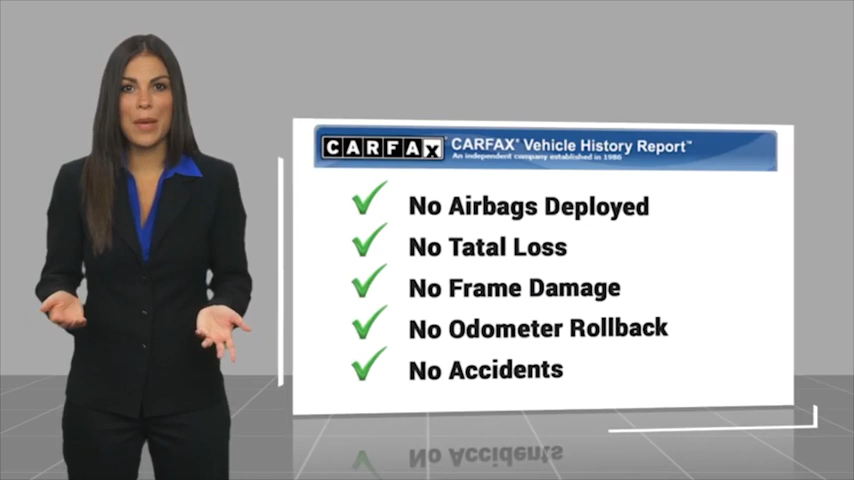 CARFAX CARFAX® Vehicle History Report™
An independent company established in 1986
No Airbags Deployed
No Tatal Loss
No Frame Damage
No Odometer Rollback
No Accidents
No Accidents